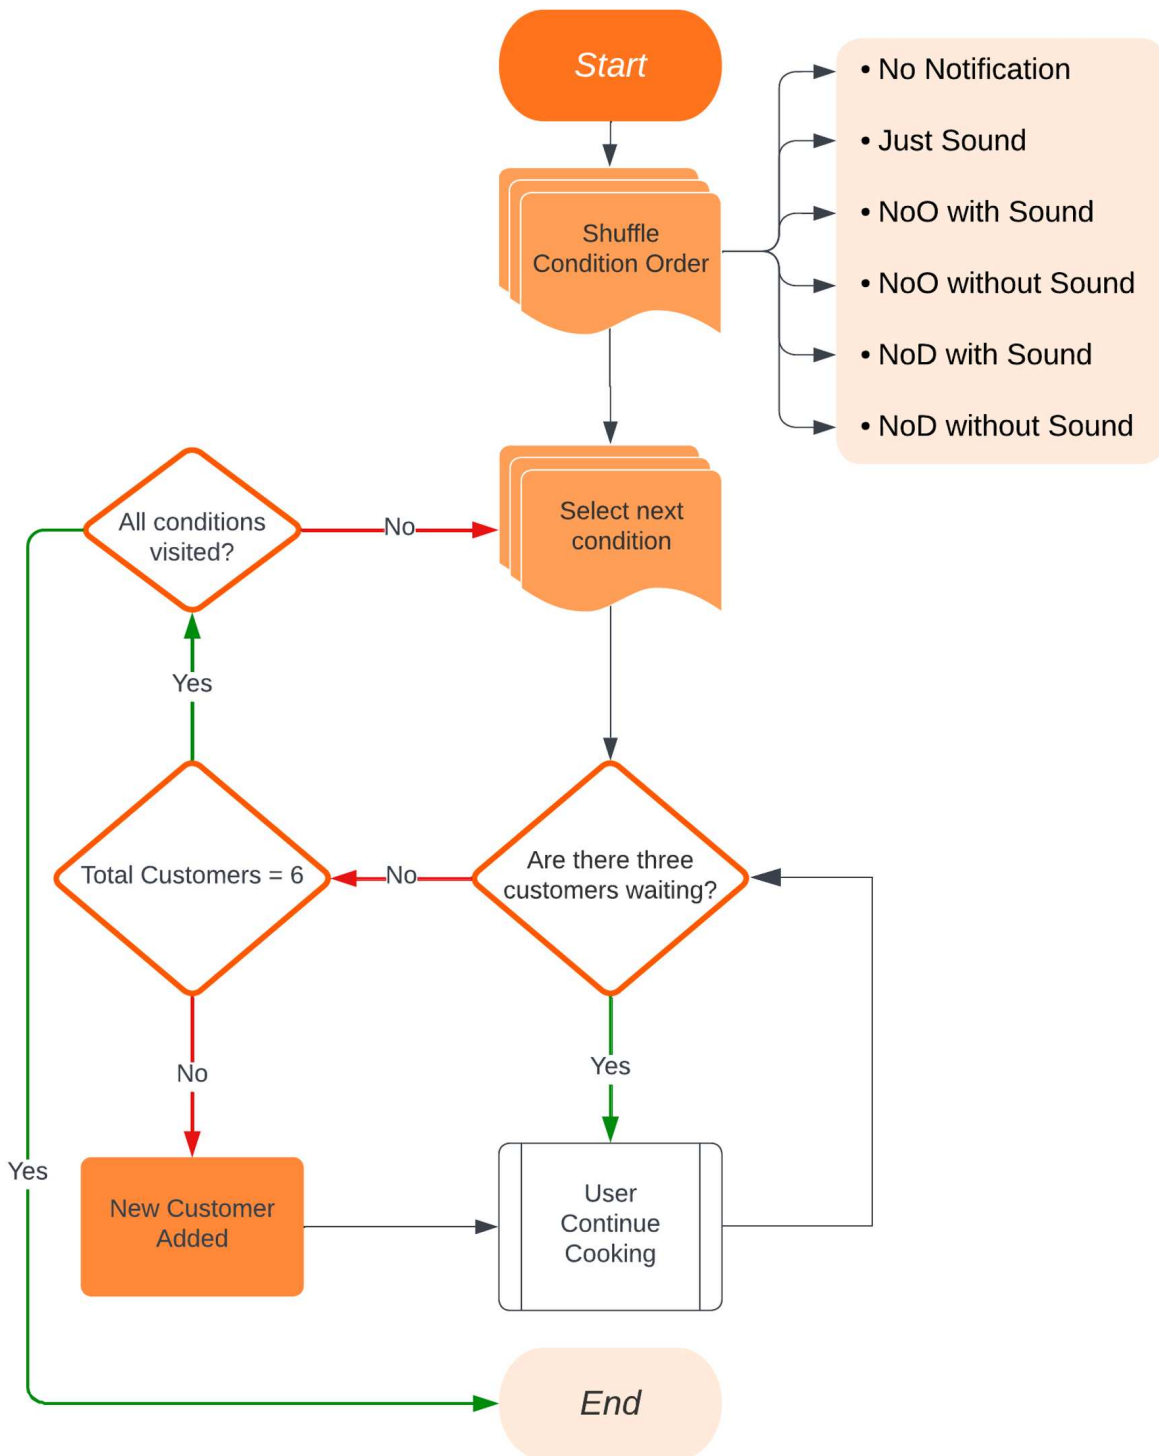 Start
• No Notification
• Just Sound
• NoO with Sound
• NoO without Sound
• NoD with Sound
• NoD without Sound
Shuffle
Condition Order
Select next
condition
All conditions
visited?
No
Yes
Total Customers = 6
No
Are there three
customers waiting?
No
Yes
Yes
New Customer
Added
User
Continue
Cooking
End